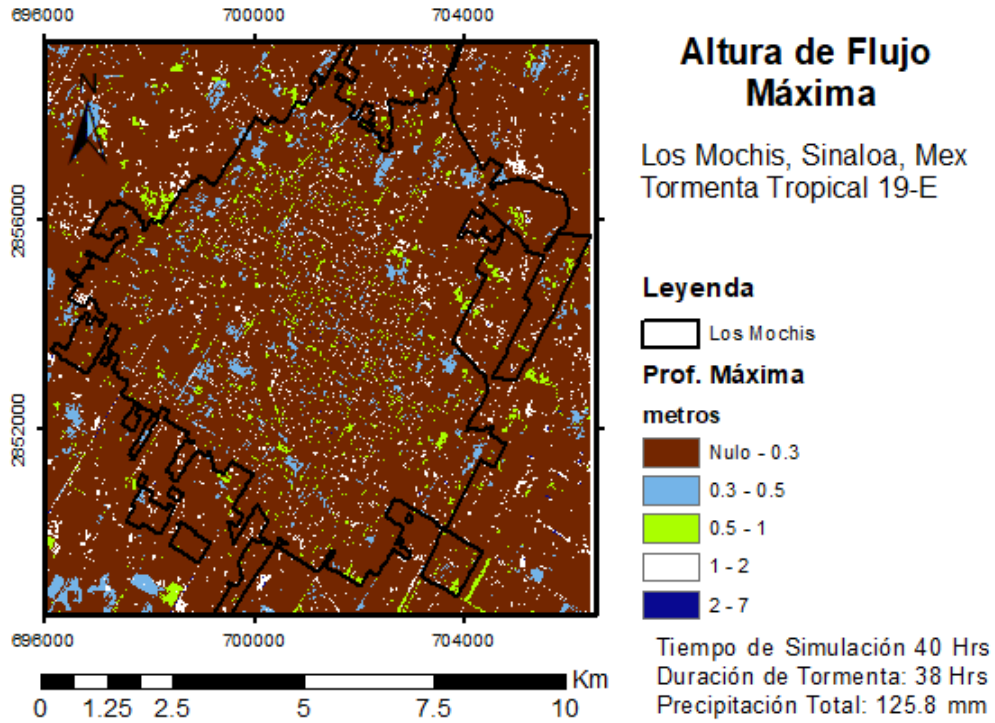 696000 700000 704000
N
2856000
2852000
696000 700000 704000
Km
0 1.25 2.5 5 7.5 10
Altura de Flujo
Máxima
Los Mochis, Sinaloa, Mex
Tormenta Tropical 19-E
Leyenda
Los Mochis
Prof. Máxima
metros
Nulo - 0.3
0.3 - 0.5
0.5 - 1
1 - 2
2 - 7
Tiempo de Simulación 40 Hrs
Duración de Tormenta: 38 Hrs
Precipitación Total: 125.8 mm